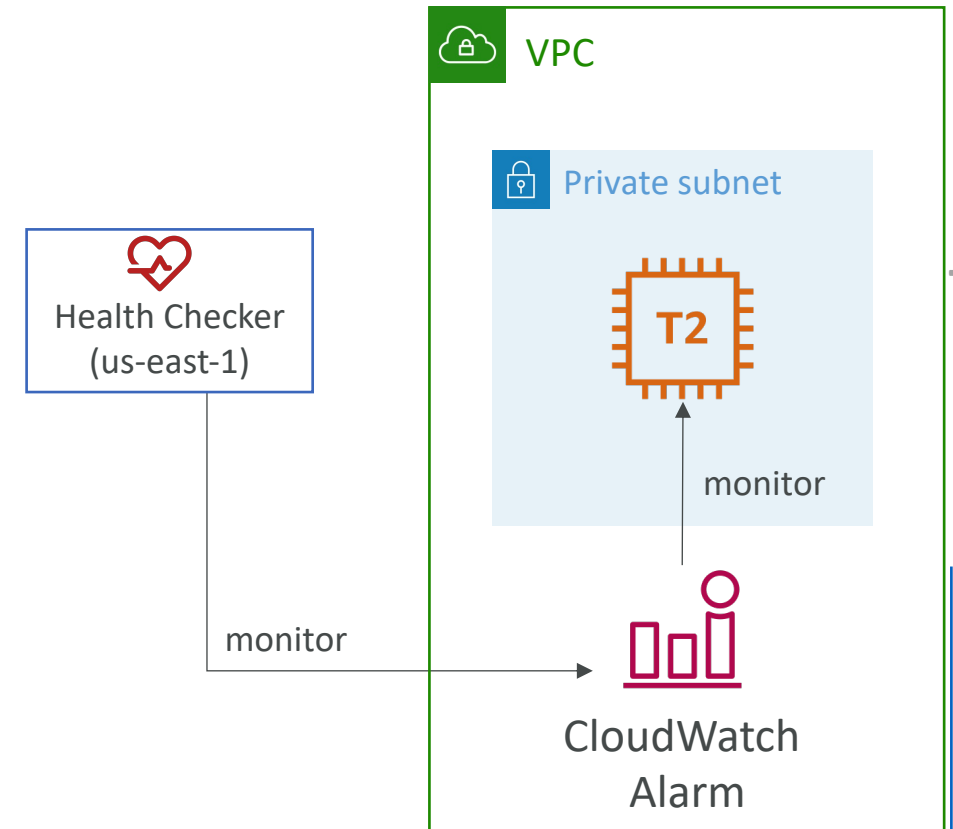 VPC
Private subnet
Health Checker
(us-east-1)
T2
monitor
monitor
CloudWatch
Alarm